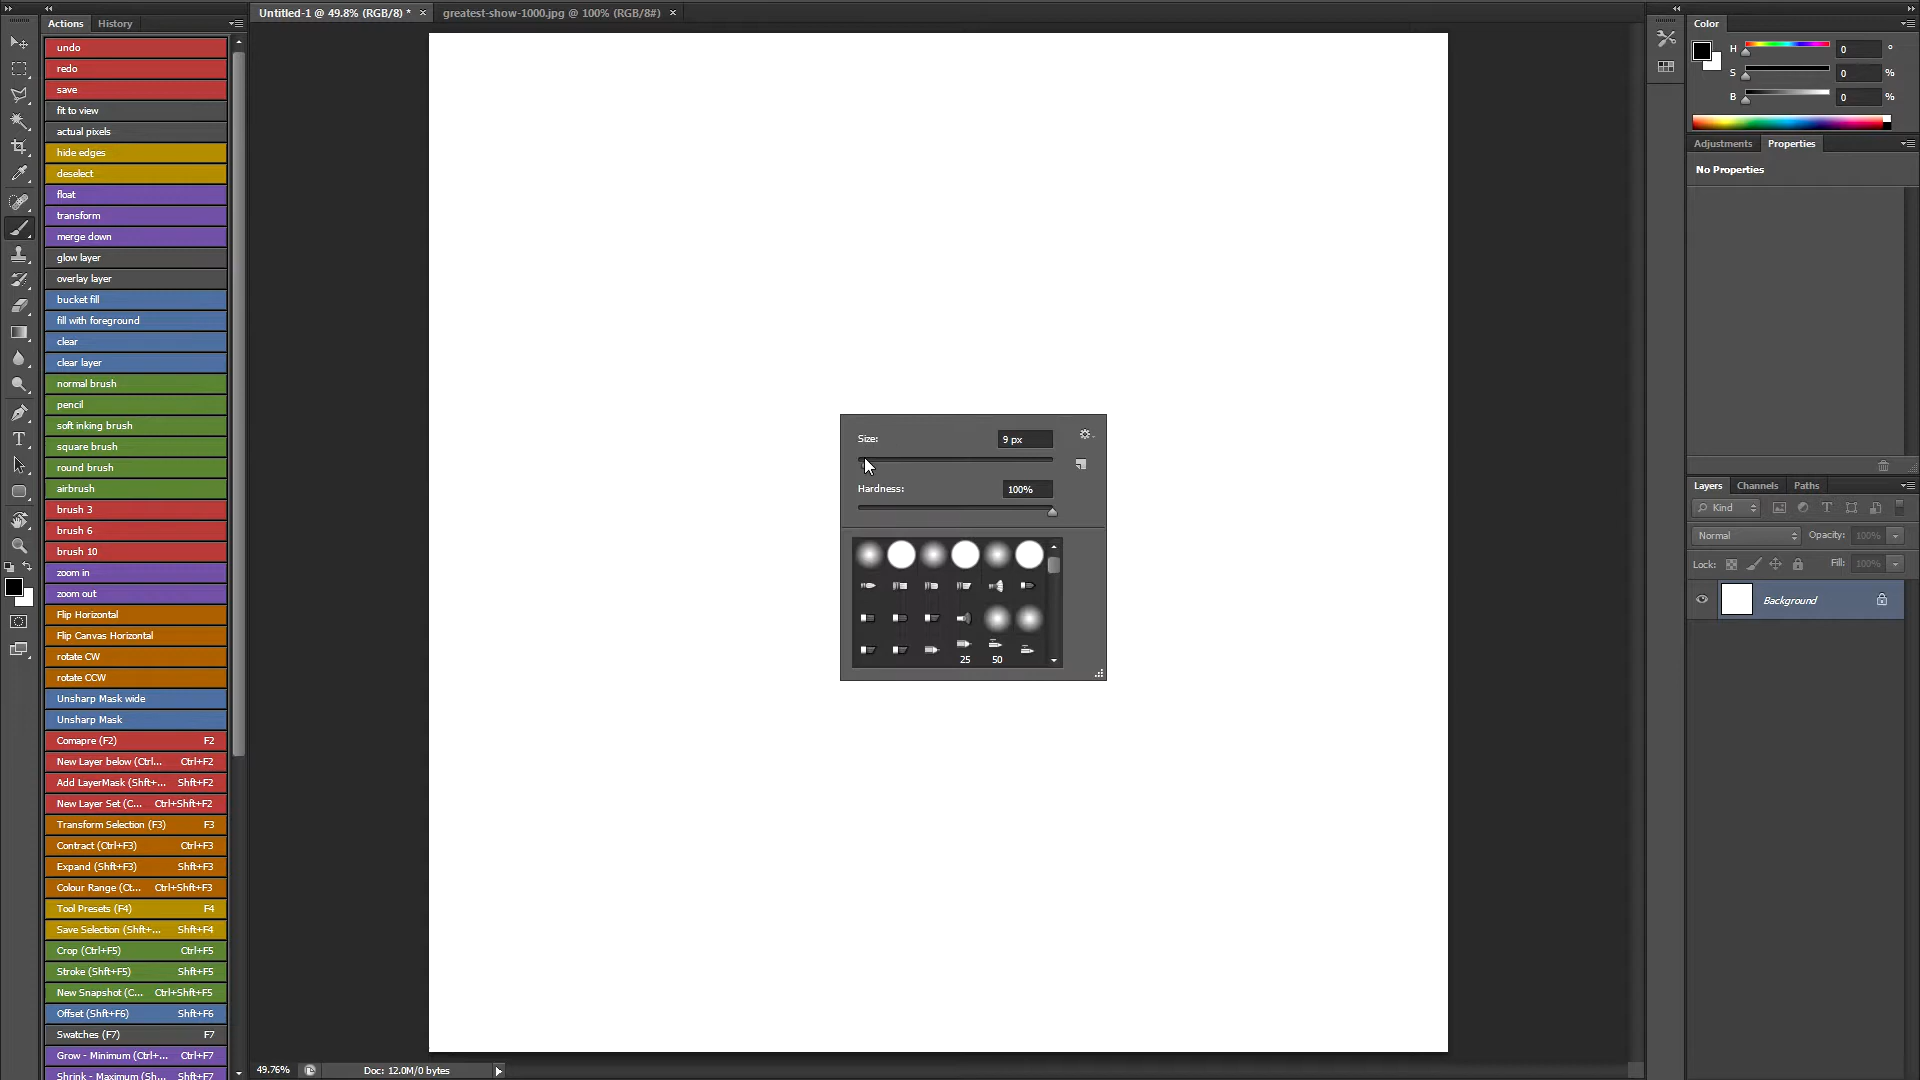 Untitled-1 @ 49.8% (RGB/8) *
greatest-show-1000.jpg @ 100% (RGB/8#)
Actions
History
undo
redo
save
fit to view
actual pixels
hide edges
deselect
float
transform
merge down
glow layer
overlay layer
bucket fill
fill with foreground
clear
clear layer
normal brush
pencil
soft inking brush
square brush
round brush
airbrush
brush 3
brush 6
brush 10
zoom in
zoom out
Flip Horizontal
Flip Canvas Horizontal
rotate CW
rotate CCW
Unsharp Mask wide
Unsharp Mask
Comapre (F2) F2
New Layer below (Ctrl... Ctrl+F2
Add LayerMask (Shft+... Shft+F2
New Layer Set (C... Ctrl+Shft+F2
Transform Selection (F3) F3
Contract (Ctrl+F3) Ctrl+F3
Expand (Shft+F3) Shft+F3
Colour Range (Ct... Ctrl+Shft+F3
Tool Presets (F4) F4
Save Selection (Shft+... Shft+F4
Crop (Ctrl+F5) Ctrl+F5
Stroke (Shft+F5) Shft+F5
New Snapshot (C... Ctrl+Shft+F5
Offset (Shft+F6) Shft+F6
Swatches (F7) F7
Grow - Minimum (Ctrl+... Ctrl+F7
Shrink - Maximum (Sh... Shft+F7
Size: 9 px
Hardness: 100%
25 50
49.76% Doc: 12.0M/0 bytes
Color
H 0 °
S 0 %
B 0 %
Adjustments Properties
No Properties
Layers Channels Paths
Kind
Normal Opacity: 100%
Lock: Fill: 100%
Background